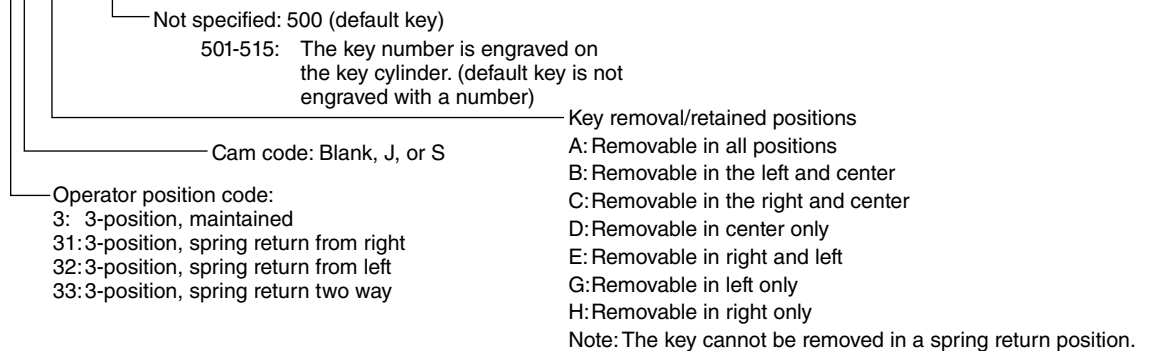 Not specified: 500 (default key)
501-515: The key number is engraved on
the key cylinder. (default key is not
engraved with a number)
Key removal/retained positions
A: Removable in all positions
B: Removable in the left and center
C: Removable in the right and center
D: Removable in center only
E: Removable in right and left
G: Removable in left only
H: Removable in right only
Note: The key cannot be removed in a spring return position.
Cam code: Blank, J, or S
Operator position code:
3: 3-position, maintained
31: 3-position, spring return from right
32: 3-position, spring return from left
33: 3-position, spring return two way